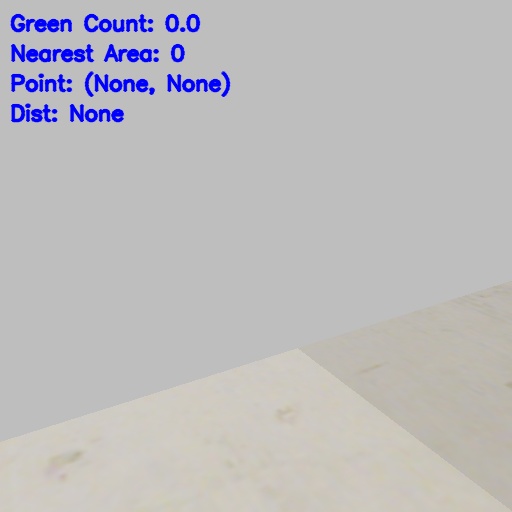 Green Count: 0.0
Nearest Area: 0
Point: (None, None)
Dist: None